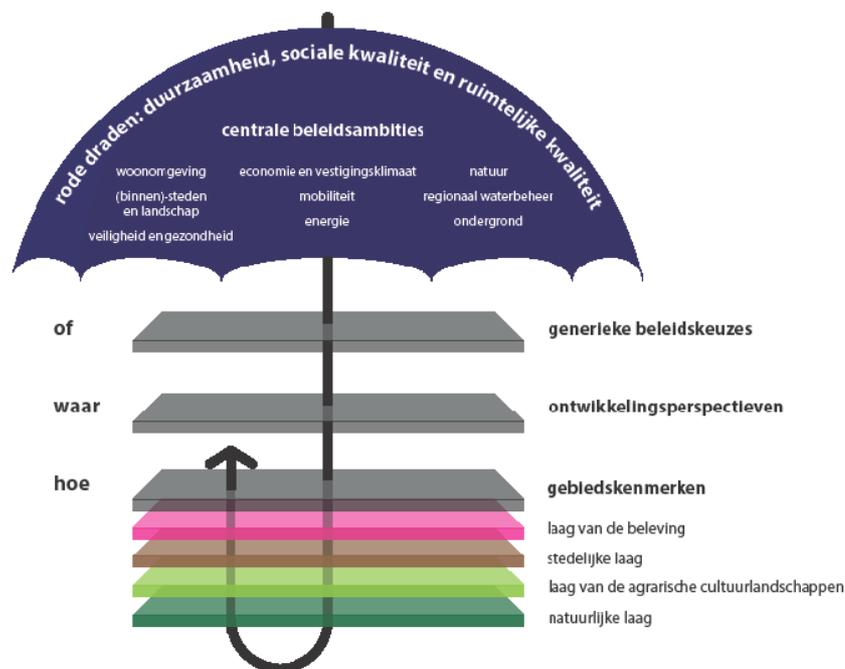 rode draden: duurzaamheid, sociale kwaliteit en ruimtelijke kwaliteit
centrale beleidsambities
woonomgeving
(binnen)-steden
en landschap
veiligheid en gezondheid
economie en vestigingsklimaat
mobiliteit
energie
natuur
regionaal waterbeheer
ondergrond
of
generieke beleidskeuzes
waar
ontwikkelingsperspectieven
hoe
gebiedskenmerken
laag van de beleving
stedelijke laag
laag van de agrarische cultuurlandschappen
natuurlijke laag